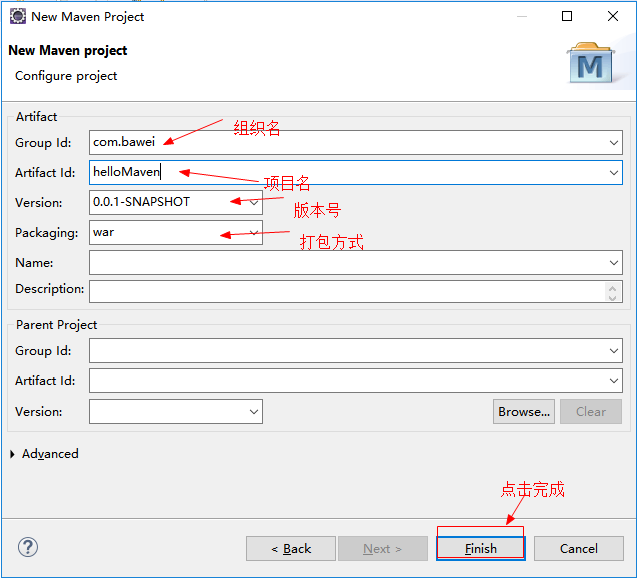 New Maven Project
New Maven project
Configure project
M
Artifact
Group Id: com.bawei 组织名
Artifact Id: helloMaven 项目名
Version: 0.0.1-SNAPSHOT 版本号
Packaging: war 打包方式
Name:
Description:
Parent Project
Group Id:
Artifact Id:
Version: Browse... Clear
Advanced
点击完成
? < Back Next > Finish Cancel